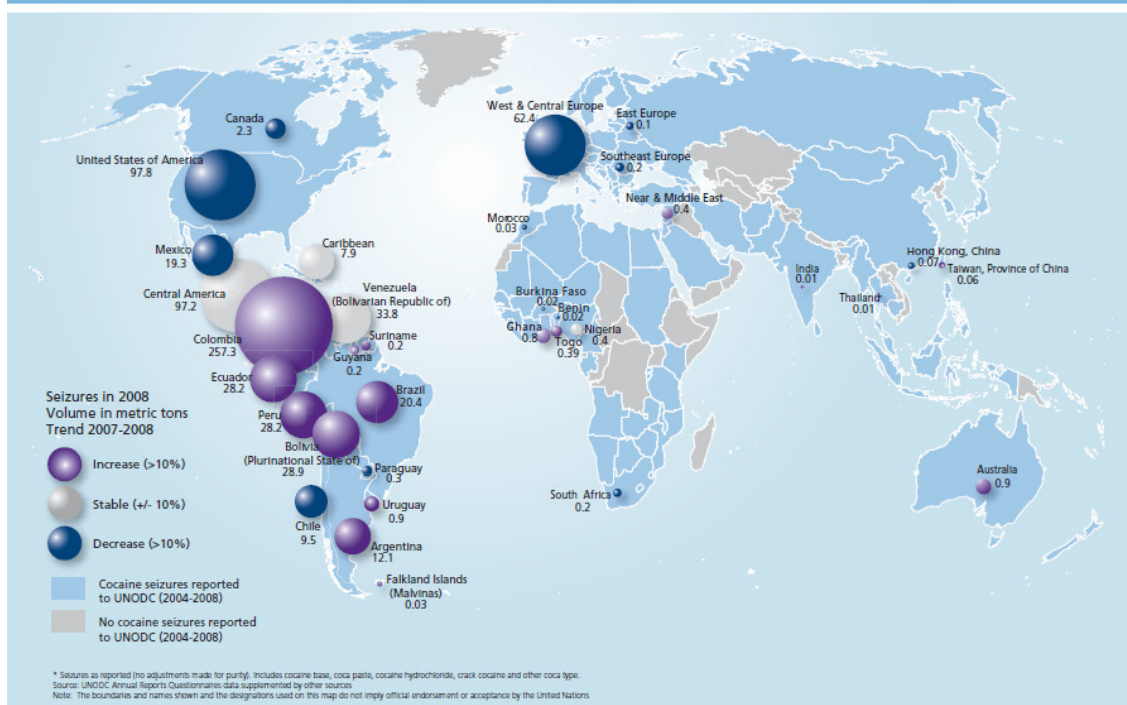 Canada
2.3
United States of America
97.8
Mexico
19.3
Caribbean
7.9
Central America
97.2
Venezuela
(Bolivarian Republic of)
33.8
Colombia
257.3
Suriname
0.2
Guyana
0.2
Ecuador
28.2
Peru
28.2
Brazil
20.4
Bolivia
(Plurinational State of)
28.9
Paraguay
0.3
Chile
9.5
Uruguay
0.9
Argentina
12.1
Falkland Islands
(Malvinas)
0.03
West & Central Europe
62.4
East Europe
0.1
Southeast Europe
0.2
Near & Middle East
0.4
Morocco
0.03
Burkina Faso
0.02
Benin
0.02
Ghana
0.8
Togo
0.39
Nigeria
0.4
South Africa
0.2
India
0.01
Thailand
0.01
Hong Kong, China
0.07
Taiwan, Province of China
0.06
Australia
0.9
Seizures in 2008
Volume in metric tons
Trend 2007-2008
Increase (>10%)
Stable (+/- 10%)
Decrease (>10%)
Cocaine seizures reported
to UNODC (2004-2008)
No cocaine seizures reported
to UNODC (2004-2008)
* Seizures as reported (no adjustments made for purity). Includes cocaine base, coca paste, cocaine hydrochloride, crack cocaine and other coca type.
Source: UNODC Annual Reports Questionnaires data supplemented by other sources
Note: The boundaries and names shown and the designations used on this map do not imply official endorsement or acceptance by the United Nations